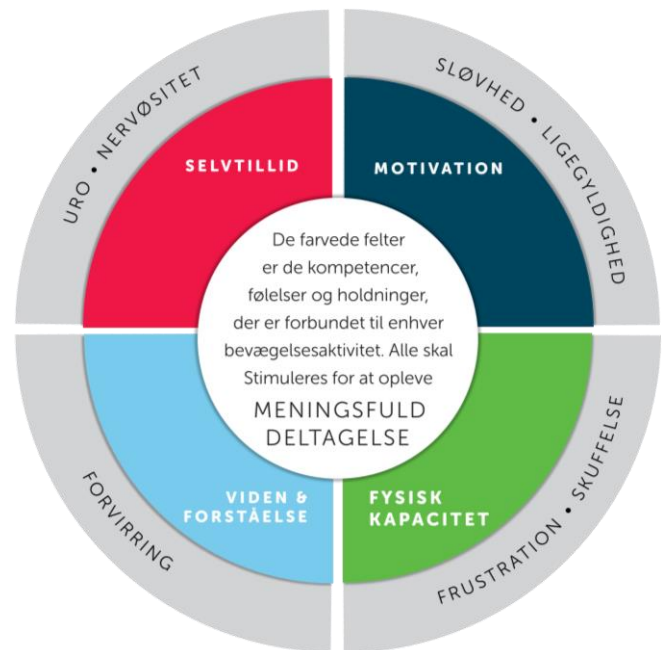 URO • NERVØSITET
SLØVHED • LIGEGYLDIGHED
SELVTILLID
MOTIVATION
De farvede felter
er de kompetencer,
følelser og holdninger,
der er forbundet til enhver
bevægelsesaktivitet. Alle skal
Stimuleres for at opleve
MENINGSFULD
DELTAGELSE
VIDEN &
FORSTÅELSE
FYSISK
KAPACITET
FORVIRRING
FRUSTRATION • SKUFFELSE